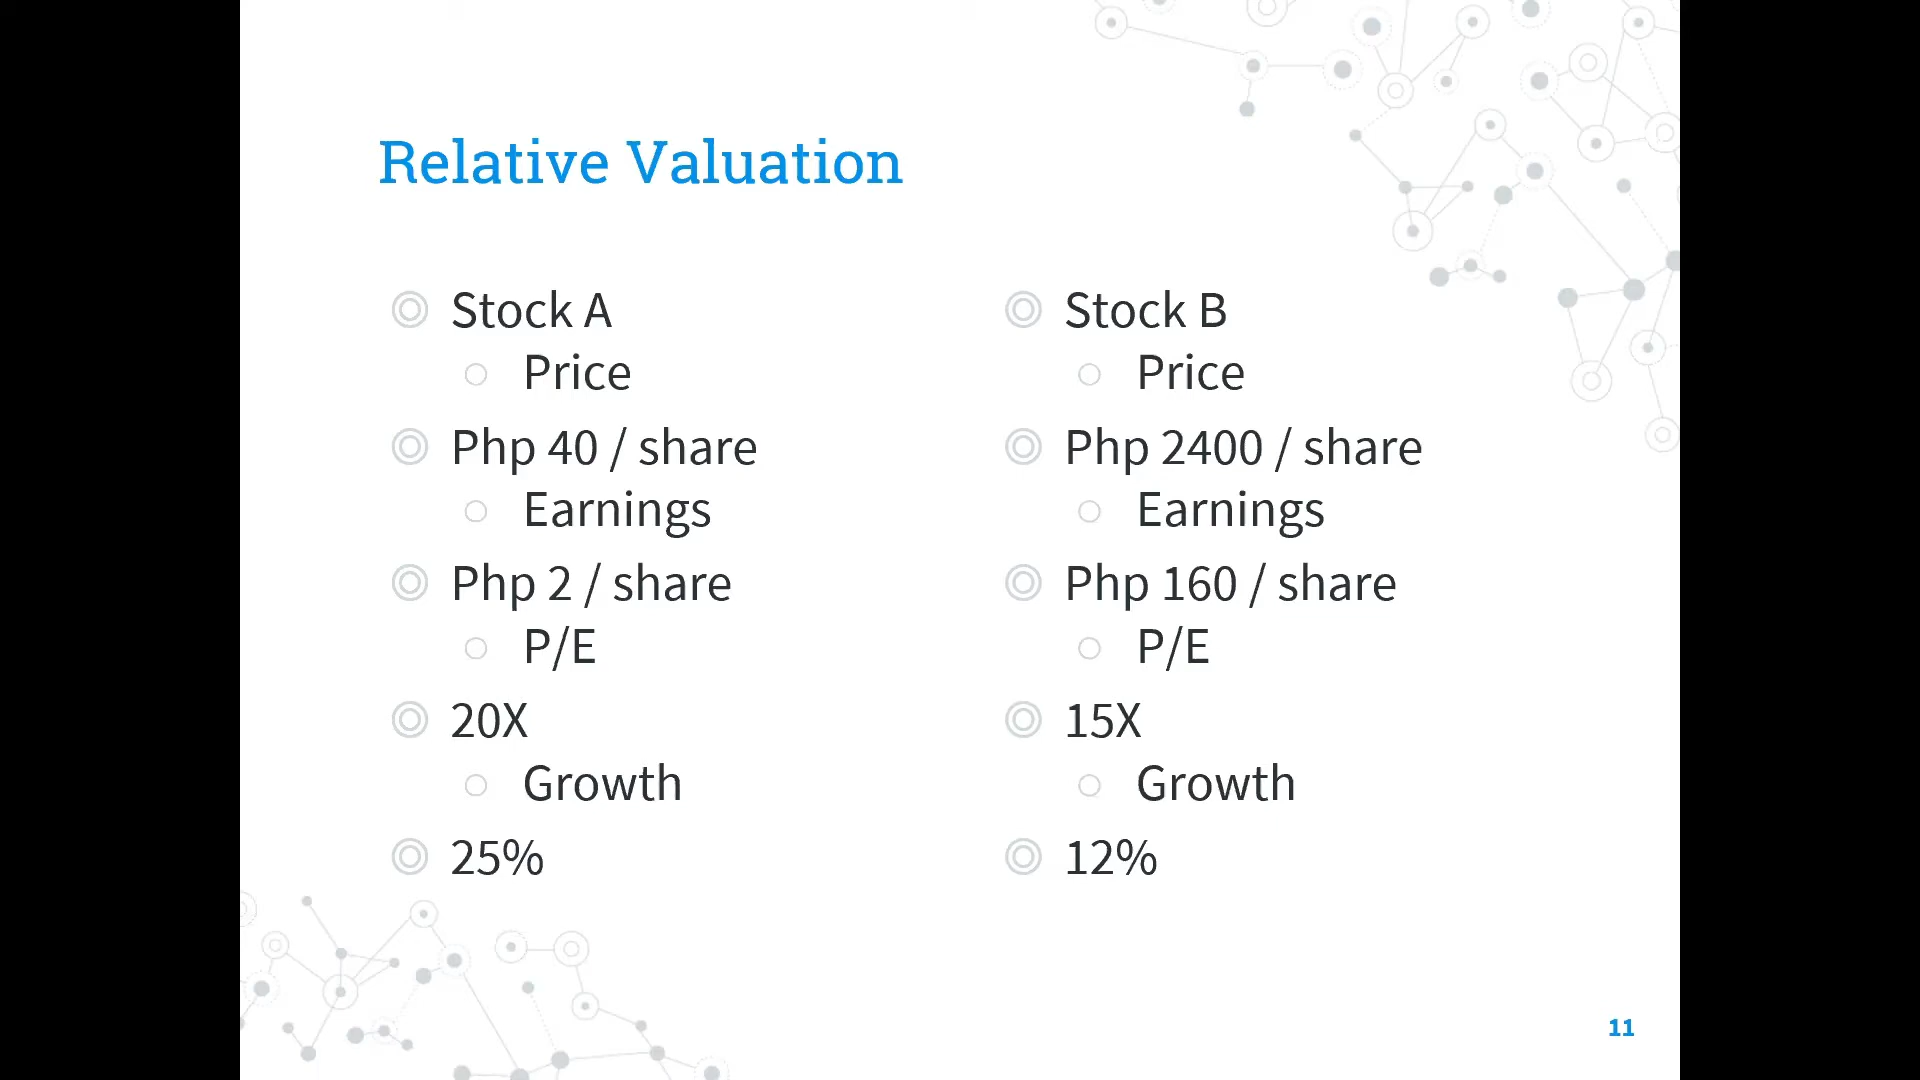 Relative Valuation
Stock A
Price
Php 40 / share
Earnings
Php 2 / share
P/E
20X
Growth
25%
Stock B
Price
Php 2400 / share
Earnings
Php 160 / share
P/E
15X
Growth
12%
11